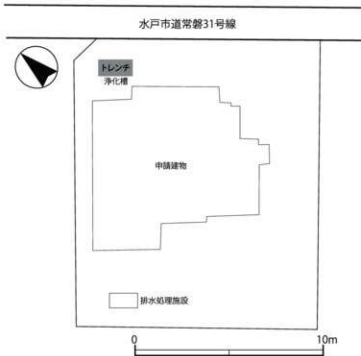 水戸市道常磐31号線
トレンチ
浄化槽
申請建物
排水処理施設
0 10m